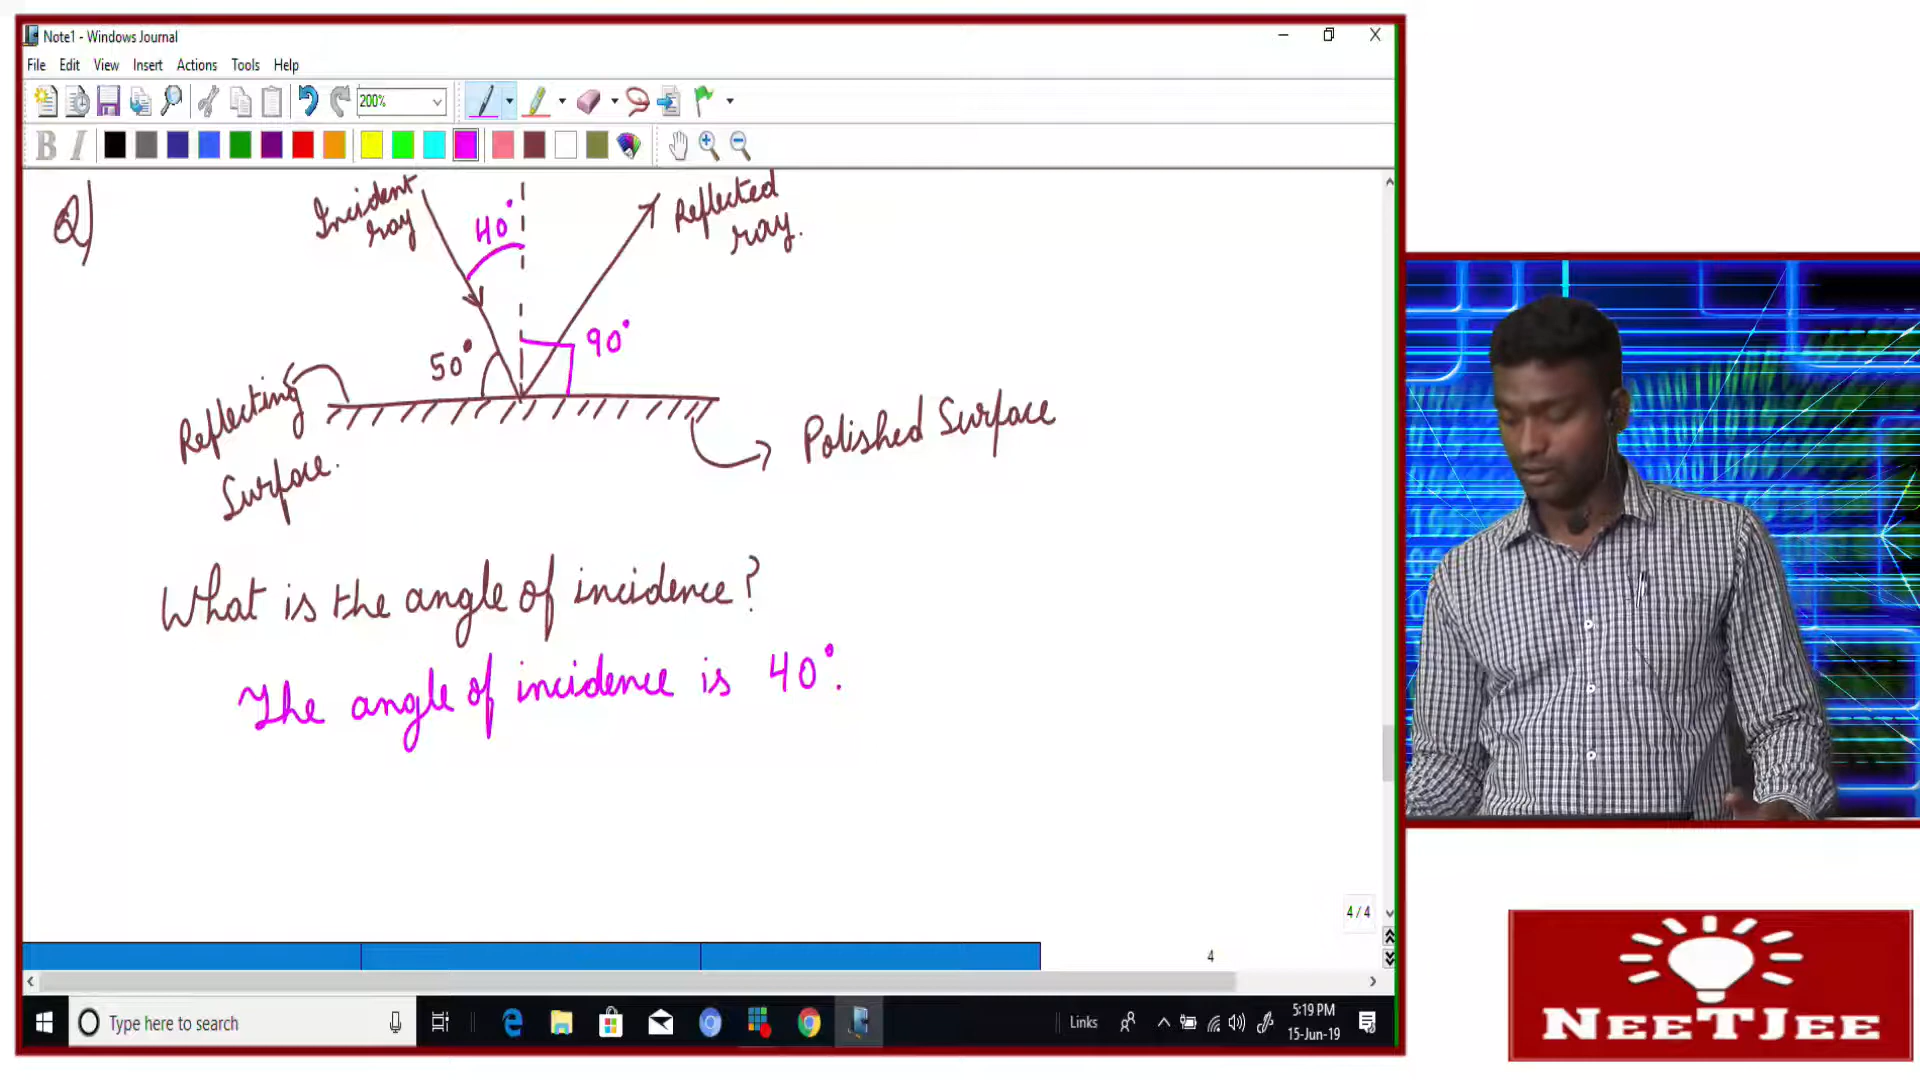 Note1 - Windows Journal
File Edit View Insert Actions Tools Help
200%
B I
Q)
Incident
ray
40°
Reflected
ray.
50°
90°
Reflecting
Surface.
Polished Surface
What is the angle of incidence?
The angle of incidence is 40°.
4 / 4
4
Type here to search
Links
5:19 PM
15-Jun-19
NEETJEE